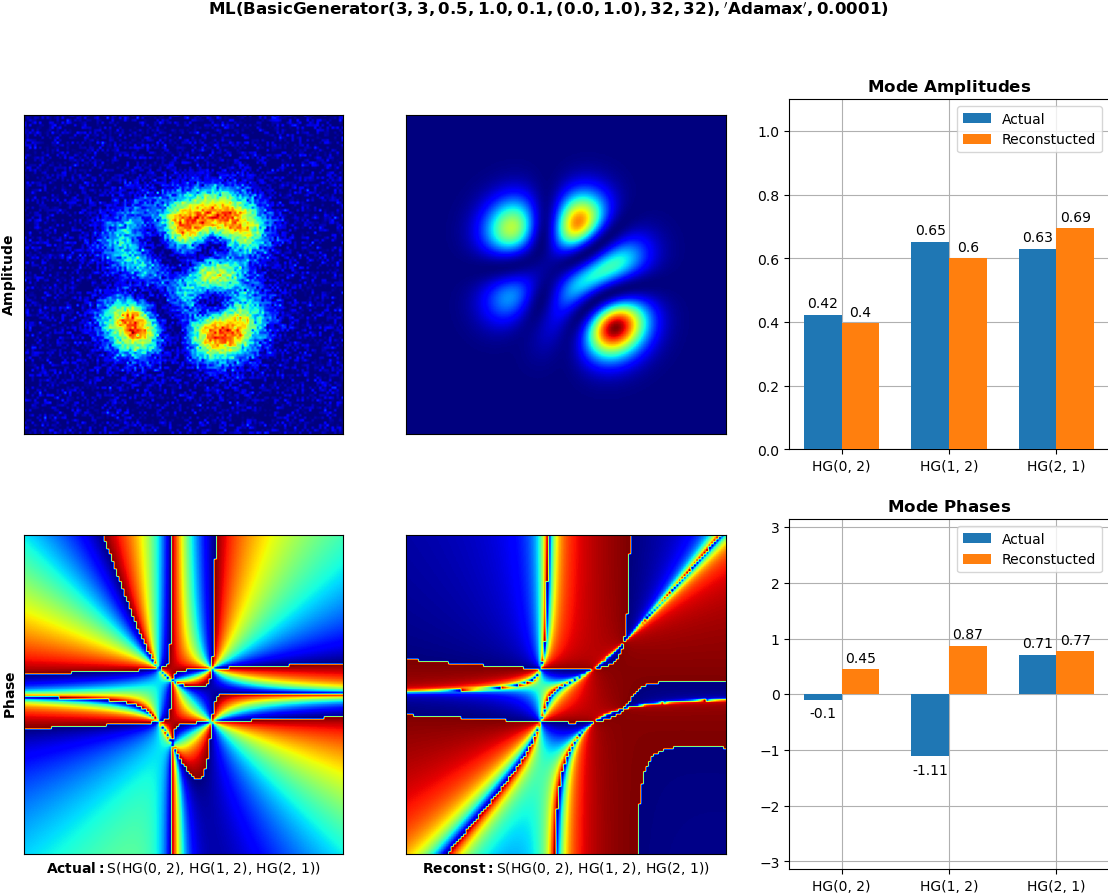 ML(BasicGenerator(3, 3, 0.5, 1.0, 0.1, (0.0, 1.0), 32, 32), ′Adamax′, 0.0001)
Amplitude
Mode Amplitudes
Actual
Reconstucted
1.0
0.8
0.6
0.4
0.2
0.0
0.42
0.4
0.65
0.6
0.63
0.69
HG(0, 2)
HG(1, 2)
HG(2, 1)
Phase
Actual: S(HG(0, 2), HG(1, 2), HG(2, 1))
Reconst: S(HG(0, 2), HG(1, 2), HG(2, 1))
Mode Phases
Actual
Reconstucted
3
2
1
0
−1
−2
−3
-0.1
0.45
-1.11
0.87
0.71
0.77
HG(0, 2)
HG(1, 2)
HG(2, 1)